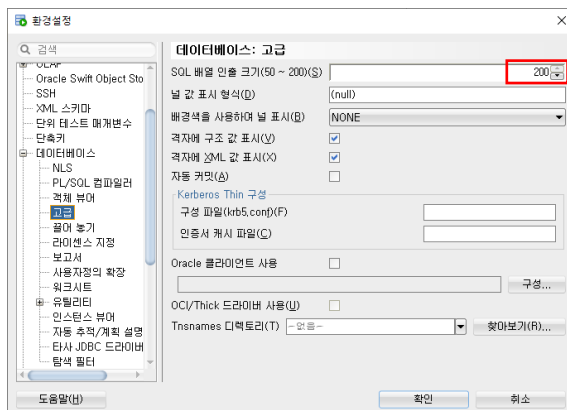 환경설정
검색
데이터베이스: 고급
OLAP
Oracle Swift Object Sto
SSH
XML 스키마
단위 테스트 매개변수
단축키
데이터베이스
NLS
PL/SQL 컴파일러
객체 뷰어
고급
끌어 놓기
라이센스 지정
보고서
사용자정의 확장
워크시트
유틸리티
인스턴스 뷰어
자동 추적/계획 설명
타사 JDBC 드라이버
탐색 필터
SQL 배열 인출 크기(50 ~ 200)(S) 200
널 값 표시 형식(D) (null)
배경색을 사용하여 널 표시(B) NONE
격자에 구조 값 표시(V)
격자에 XML 값 표시(X)
자동 커밋(A)
Kerberos Thin 구성
구성 파일(krb5,conf)(F)
인증서 캐시 파일(C)
Oracle 클라이언트 사용
구성...
OCI/Thick 드라이버 사용(U)
Tnsnames 디렉토리(T) -없음- 찾아보기(R)...
도움말(H) 확인 취소